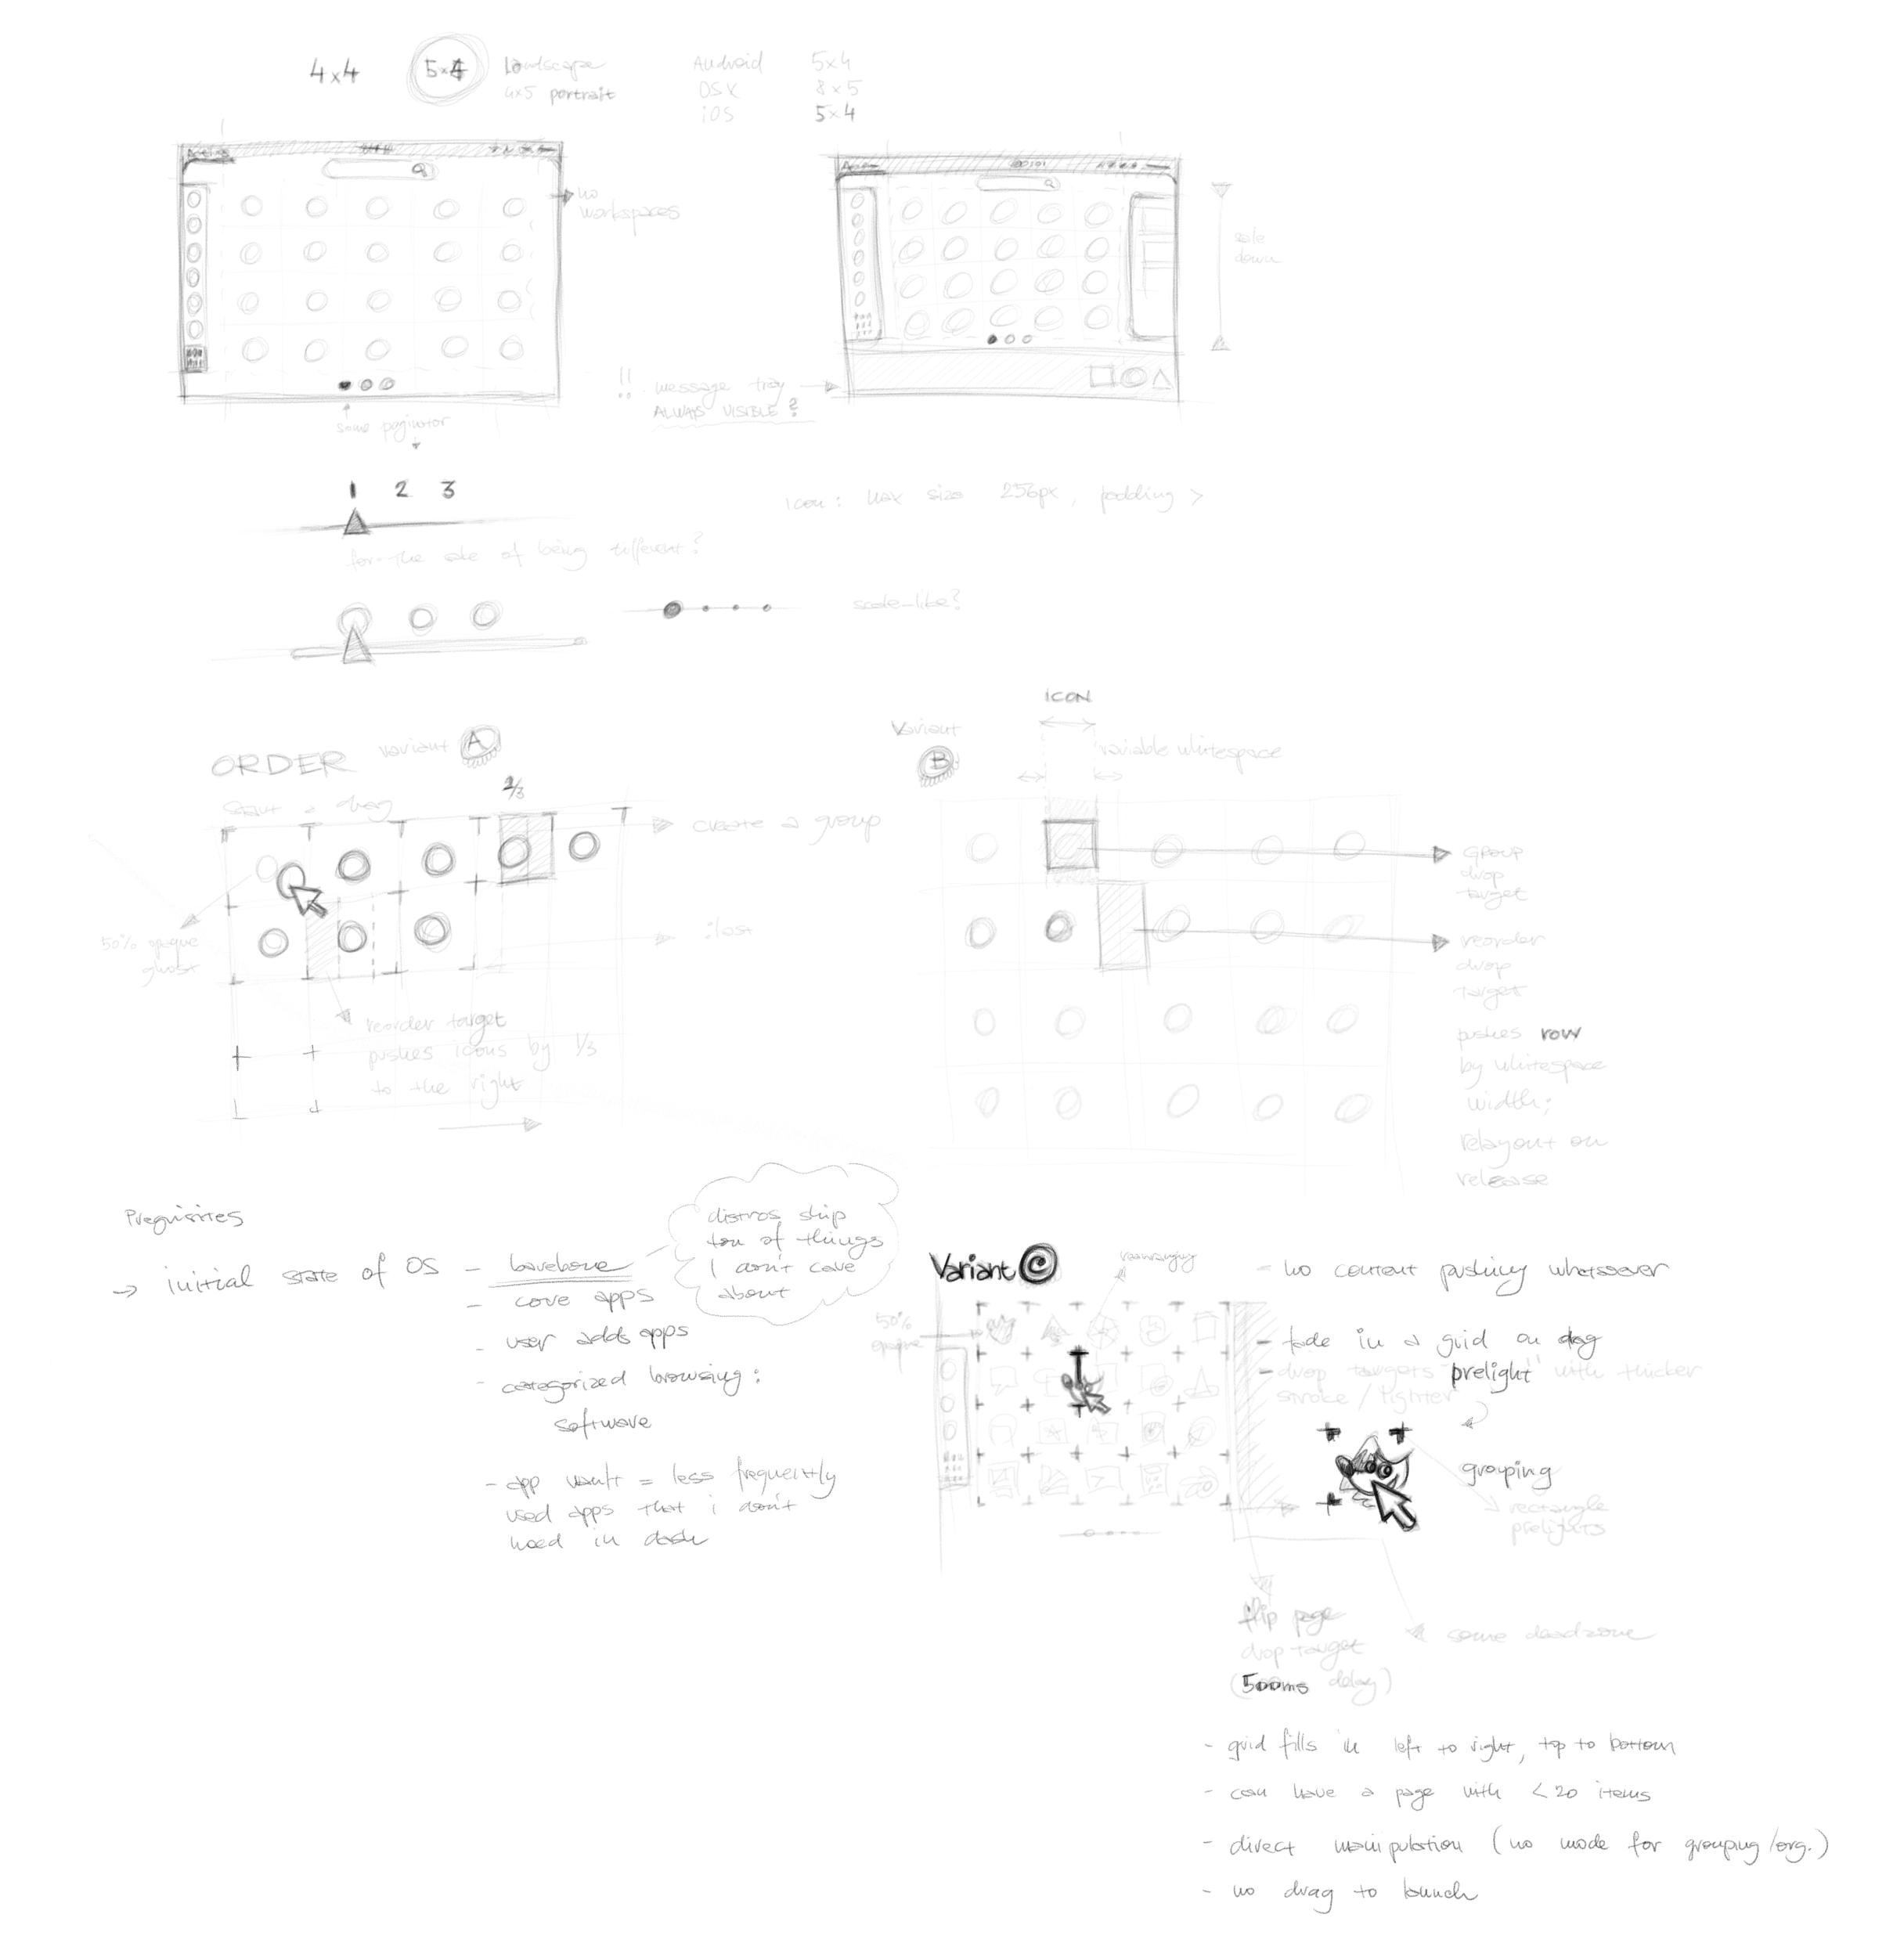 4x4
5x4
Landscape
4x5 portrait
Android 5x4
OSX 8x5
iOS 5x4
no
workspaces
scale
down
!! message tray
ALWAYS VISIBLE?
some paginator
1 2 3
icon: max size 256px, padding >
for the sake of being different?
scale-like?
ORDER
variant A
start a drag
2/3
create a group
50% opaque
ghost
:last
reorder target
pushes icons by 1/3
to the right
Variant
B
ICON
variable whitespace
group
drop
target
reorder
drop
target
pushes row
by whitespace
width;
relayout on
release
Prequisites
initial state of OS - barebone
- core apps
- user adds apps
- categorized browsing:
software
- app vault = less frequently
used apps that i don't
need in dash
distros ship
ton of things
I don't care
about
Variant C
rearranging
50%
opaque
- no content pushing whatsoever
- fade in a grid on drag
- drop targets "prelight" with thicker
stroke / lighter
grouping
rectangle
prelights
flip page
drop target
(500ms delay)
some deadzone
- grid fills in left to right, top to bottom
- can have a page with <20 items
- direct manipulation (no mode for grouping/org.)
- no drag to launch